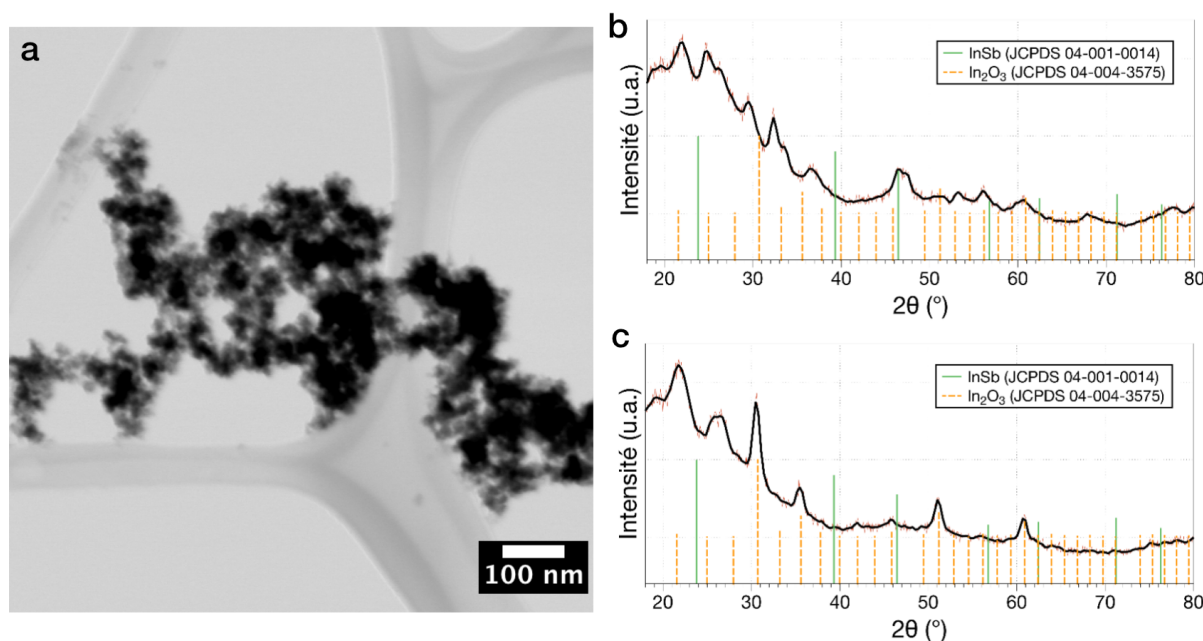 a
100 nm
b
Intensité (u.a.)
InSb (JCPDS 04-001-0014)
In₂O₃ (JCPDS 04-004-3575)
20 30 40 50 60 70 80
2θ (°)
c
Intensité (u.a.)
InSb (JCPDS 04-001-0014)
In₂O₃ (JCPDS 04-004-3575)
20 30 40 50 60 70 80
2θ (°)